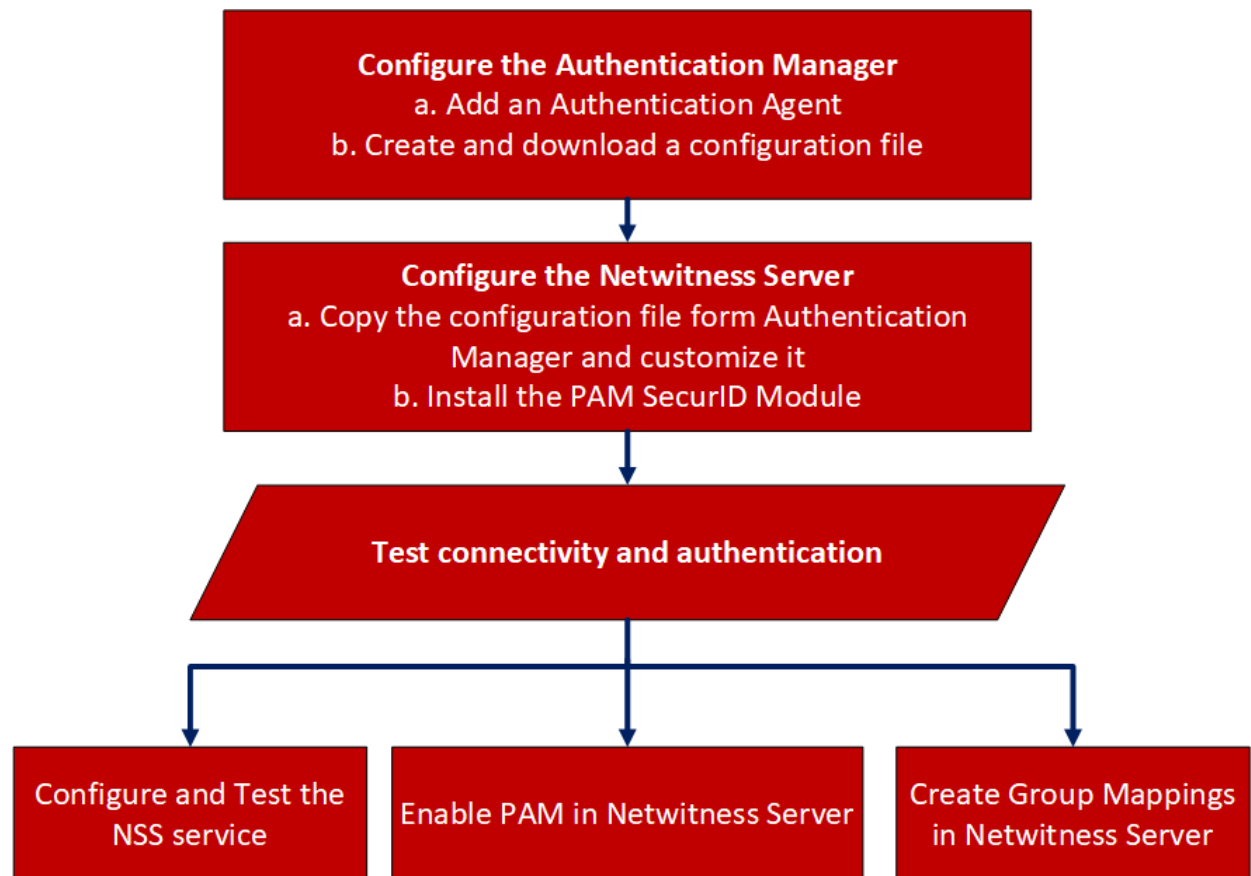 Configure the Authentication Manager
a. Add an Authentication Agent
b. Create and download a configuration file
Configure the Netwitness Server
a. Copy the configuration file form Authentication
Manager and customize it
b. Install the PAM SecurID Module
Test connectivity and authentication
Configure and Test the
NSS service
Enable PAM in Netwitness Server
Create Group Mappings
in Netwitness Server